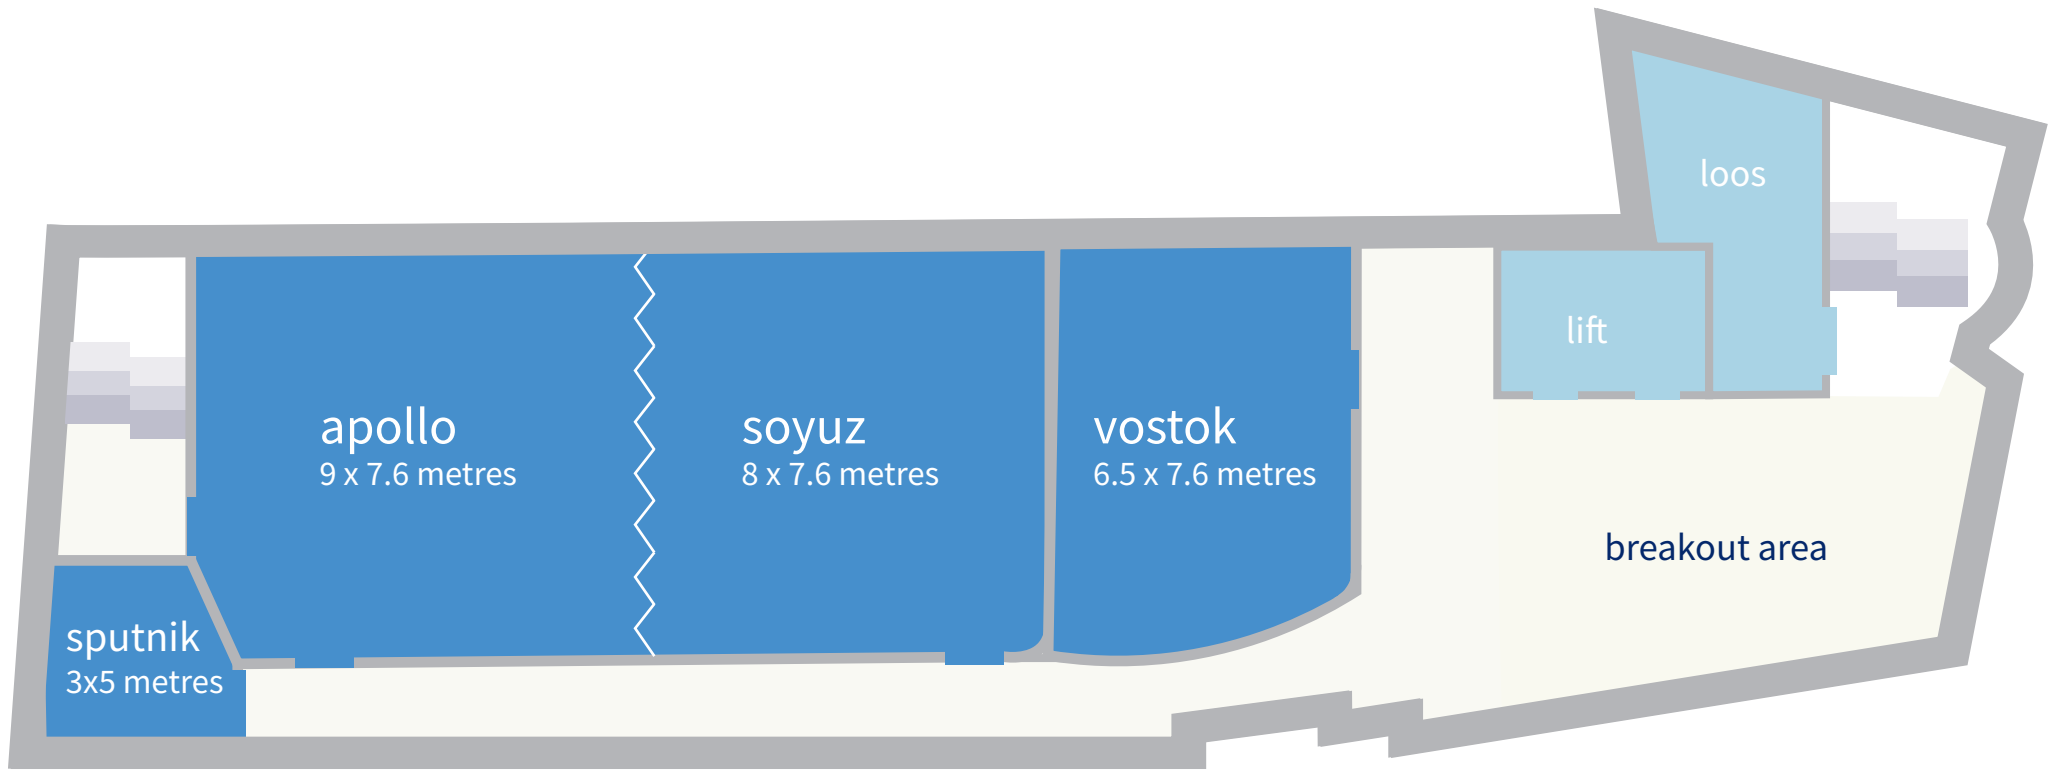 loos
lift
apollo
9 x 7.6 metres
soyuz
8 x 7.6 metres
vostok
6.5 x 7.6 metres
breakout area
sputnik
3x5 metres